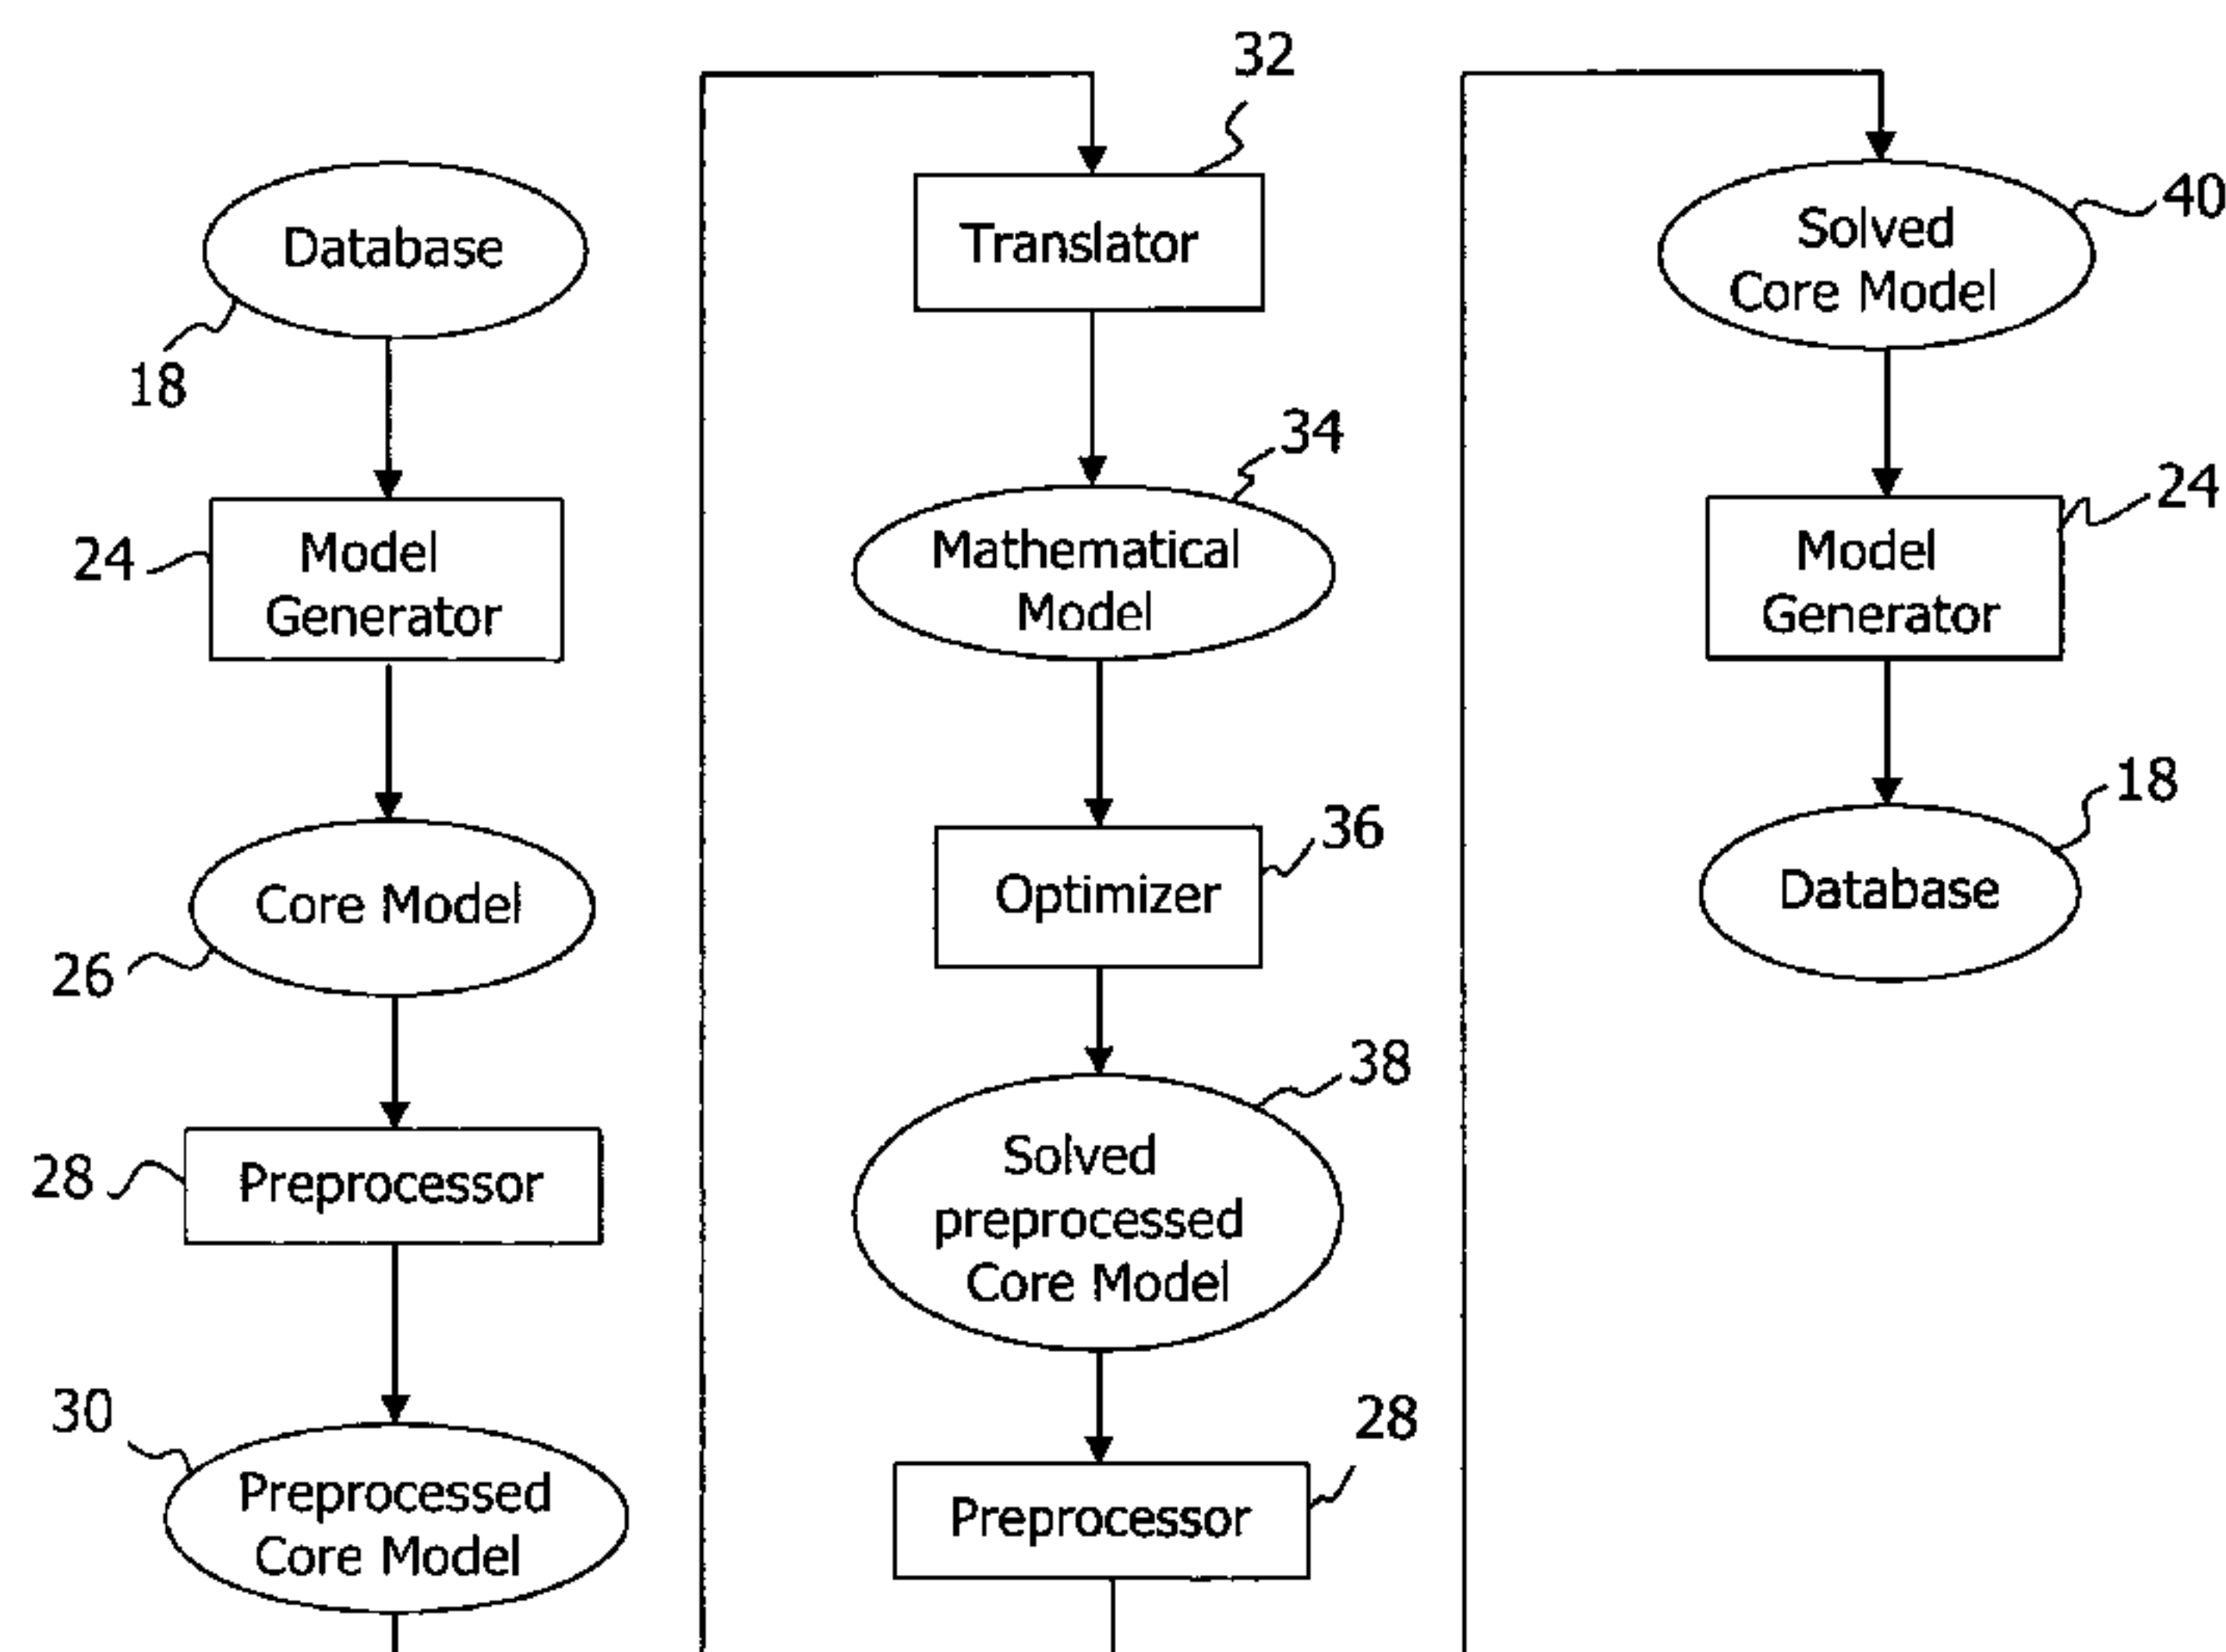 Database
18
24
Model
Generator
Core Model
26
28
Preprocessor
30
Preprocessed
Core Model
32
Translator
34
Mathematical
Model
36
Optimizer
38
Solved
preprocessed
Core Model
28
Preprocessor
40
Solved
Core Model
24
Model
Generator
18
Database